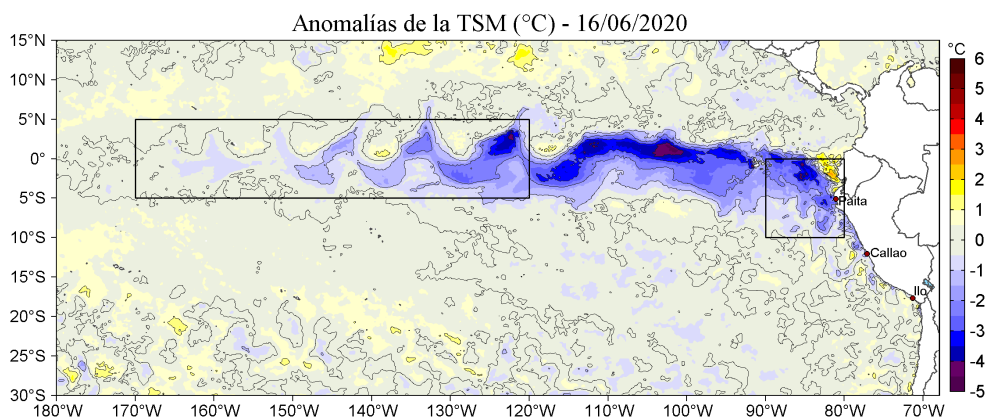 Anomalías de la TSM (°C) - 16/06/2020
15°N
10°N
5°N
0°
5°S
10°S
15°S
20°S
25°S
30°S
Paita
Callao
Ilo
180°W
170°W
160°W
150°W
140°W
130°W
120°W
110°W
100°W
90°W
80°W
70°W
°C
6
5
4
3
2
1
0
-1
-2
-3
-4
-5